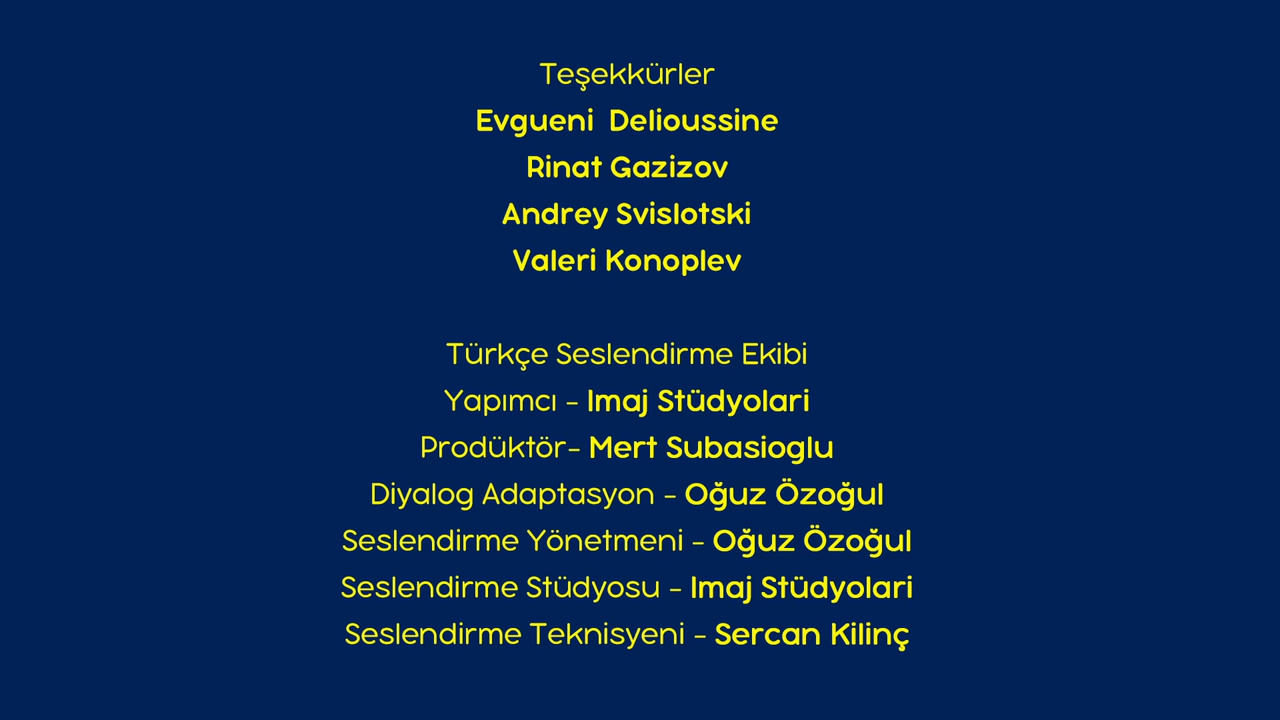 Teşekkürler
Evgueni Delioussine
Rinat Gazizov
Andrey Svislotski
Valeri Konoplev
Türkçe Seslendirme Ekibi
Yapımcı - Imaj Stüdyolari
Prodüktör- Mert Subasioglu
Diyalog Adaptasyon - Oğuz Özoğul
Seslendirme Yönetmeni - Oğuz Özoğul
Seslendirme Stüdyosu - Imaj Stüdyolari
Seslendirme Teknisyeni - Sercan Kilinç